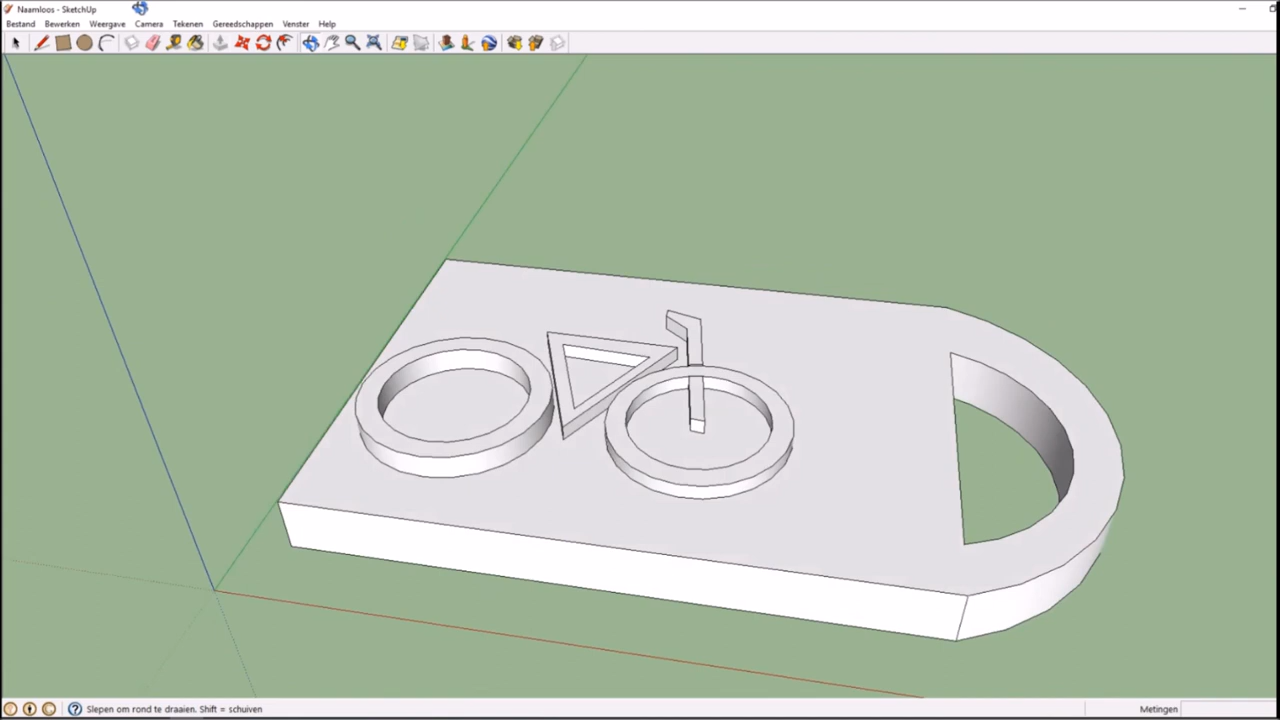 Naamloos - SketchUp
Bestand Bewerken Weergave Camera Tekenen Gereedschappen Venster Help
Slepen om rond te draaien. Shift = schuiven Metingen